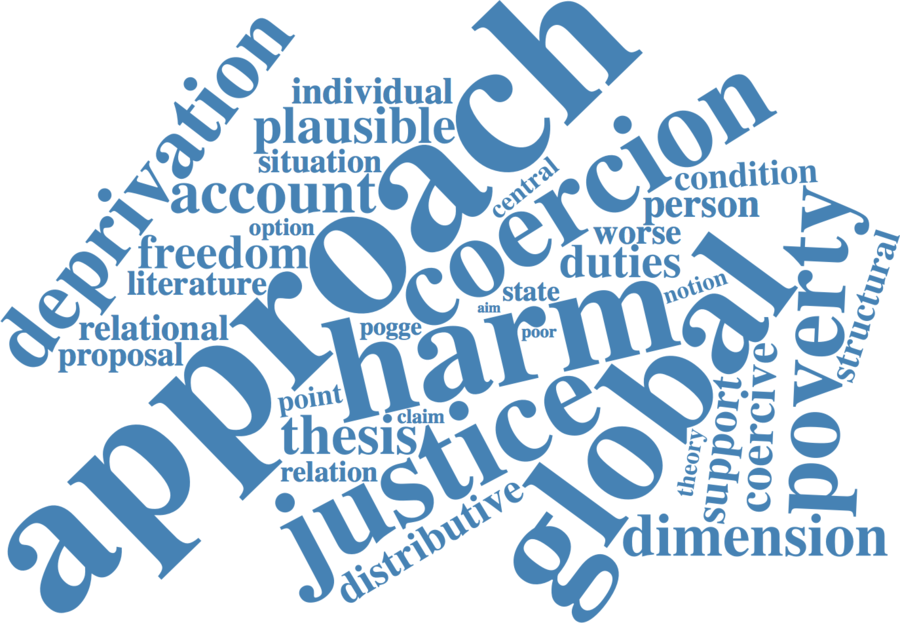 approach
deprivation
individual
plausible
situation
account
option
freedom
literature
relational
proposal
coercion
central
condition
person
worse
duties
state
notion
aim
poor
pogge
harm
global
poverty
structural
point
claim
thesis
relation
justice
distributive
theory
support
coercive
dimension